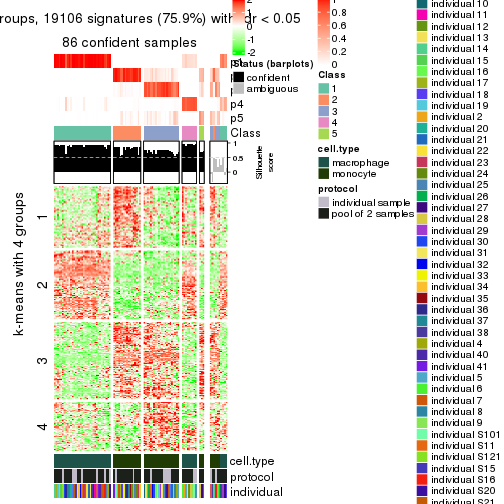 roups, 19106 signatures (75.9%) with fdr < 0.05
86 confident samples
2
1
0
-1
-2
0.8
0.6
0.4
0.2
0
Status (barplots)
confident
ambiguous
p4
p5
Class
1
0.5
0
Silhouette
score
Class
1
2
3
4
5
cell.type
macrophage
monocyte
protocol
individual sample
pool of 2 samples
k-means with 4 groups
1
2
3
4
cell.type
protocol
individual
individual 10
individual 11
individual 12
individual 13
individual 14
individual 15
individual 16
individual 17
individual 18
individual 19
individual 2
individual 20
individual 21
individual 22
individual 23
individual 24
individual 25
individual 26
individual 27
individual 28
individual 29
individual 30
individual 31
individual 32
individual 33
individual 34
individual 35
individual 36
individual 37
individual 38
individual 4
individual 40
individual 41
individual 5
individual 6
individual 7
individual 8
individual 9
individual S101
individual S11
individual S121
individual S15
individual S16
individual S20
individual S21